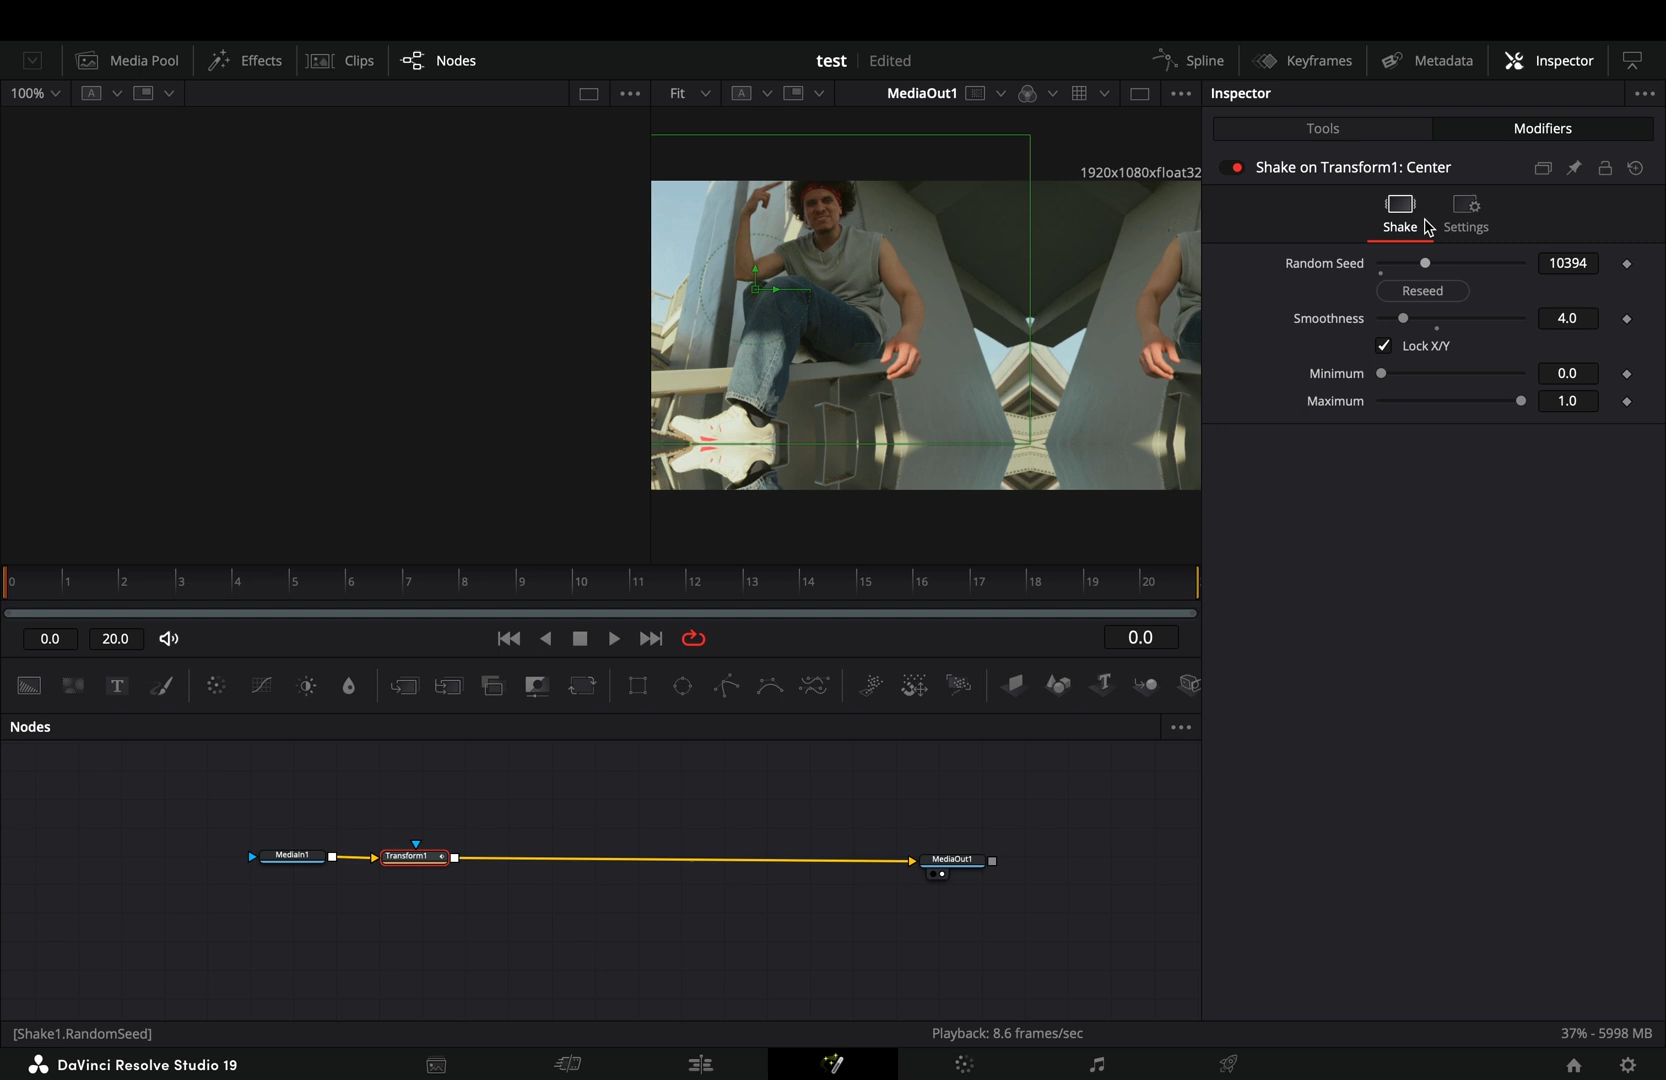 Media Pool Effects Clips Nodes test Edited Spline Keyframes Metadata Inspector
100% A Fit A MediaOut1 Inspector
Tools Modifiers
Shake on Transform1: Center
1920x1080xfloat32
Shake Settings
Random Seed 10394
Reseed
Smoothness 4.0
Lock X/Y
Minimum 0.0
Maximum 1.0
0 1 2 3 4 5 6 7 8 9 10 11 12 13 14 15 16 17 18 19 20
0.0 20.0 0.0
T T
Nodes
MediaIn1 Transform1 MediaOut1
[Shake1.RandomSeed] Playback: 8.6 frames/sec 37% - 5998 MB
DaVinci Resolve Studio 19